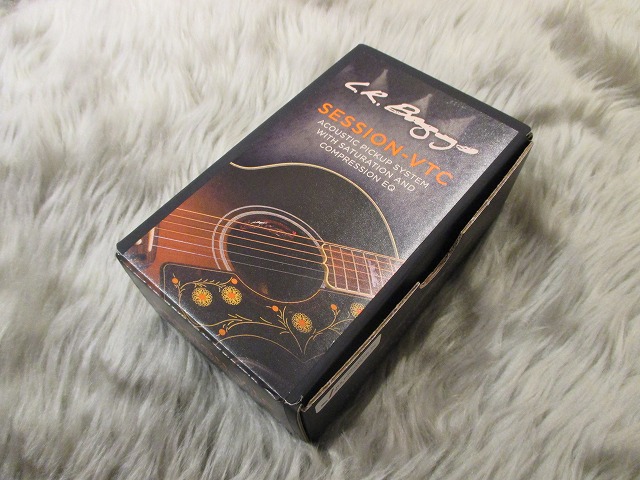 L.R. Baggs
SESSION-VTC
ACOUSTIC PICKUP SYSTEM
WITH SATURATION AND
COMPRESSION EQ